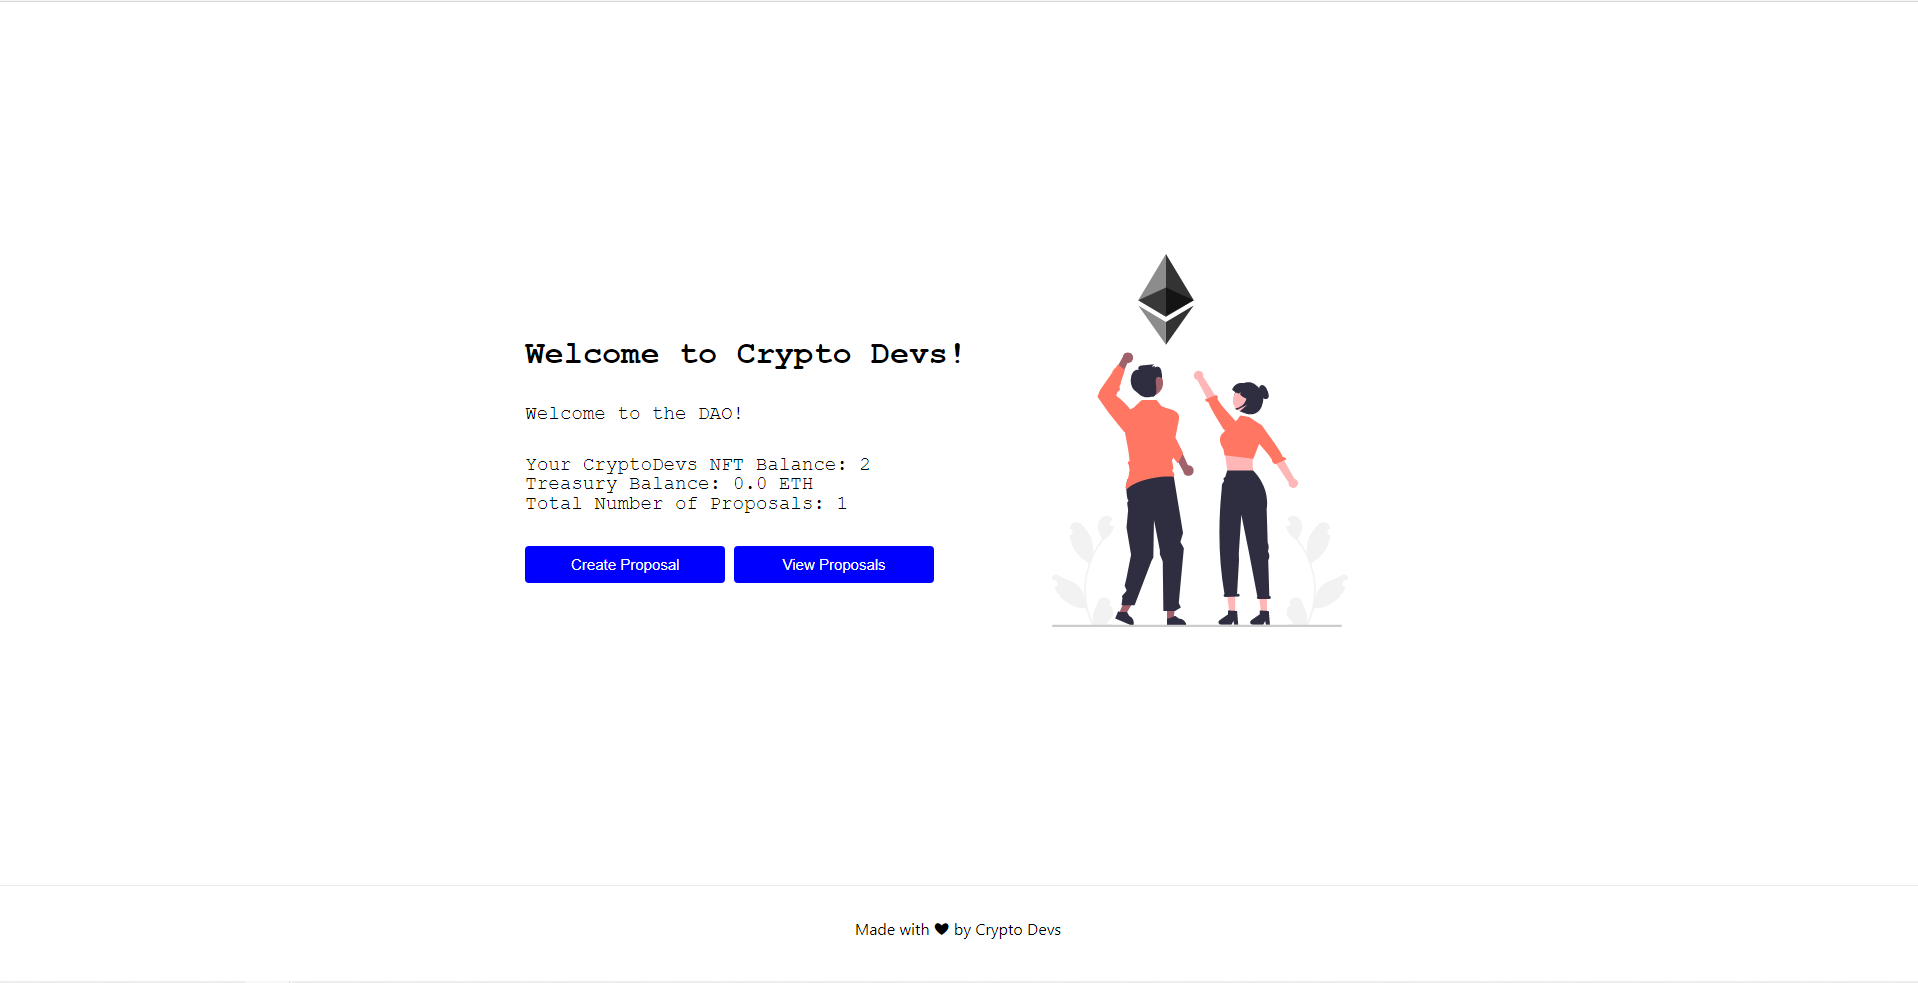 Welcome to Crypto Devs!
Welcome to the DAO!
Your CryptoDevs NFT Balance: 2
Treasury Balance: 0.0 ETH
Total Number of Proposals: 1
Create Proposal View Proposals
Made with ❤ by Crypto Devs